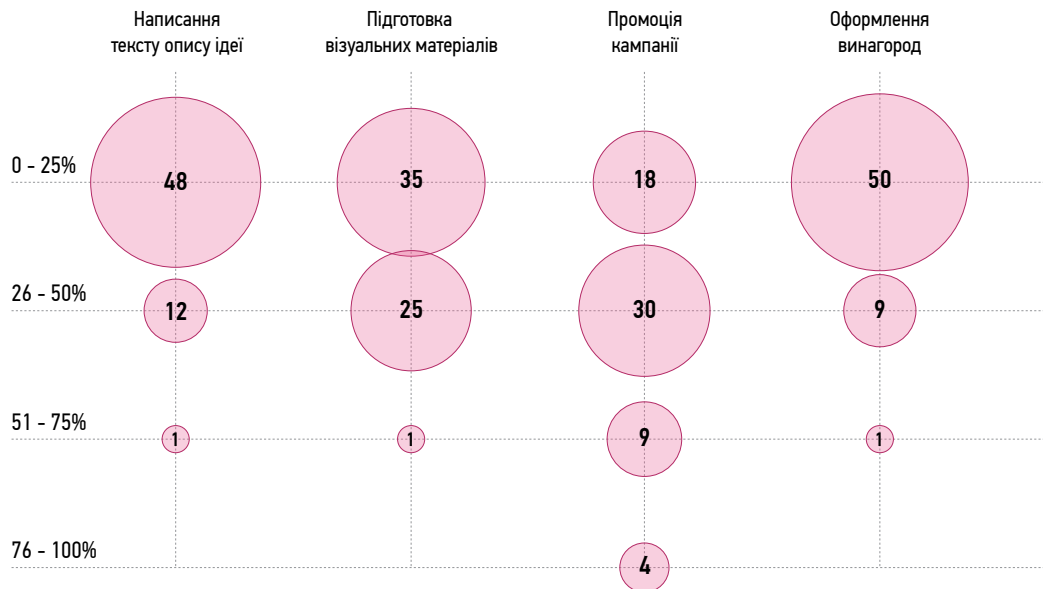 Написання
тексту опису ідеї
Підготовка
візуальних матеріалів
Промоція
кампанії
Оформлення
винагород
0 - 25%
48
35
18
50
26 - 50%
12
25
30
9
51 - 75%
1
1
9
1
76 - 100%
4